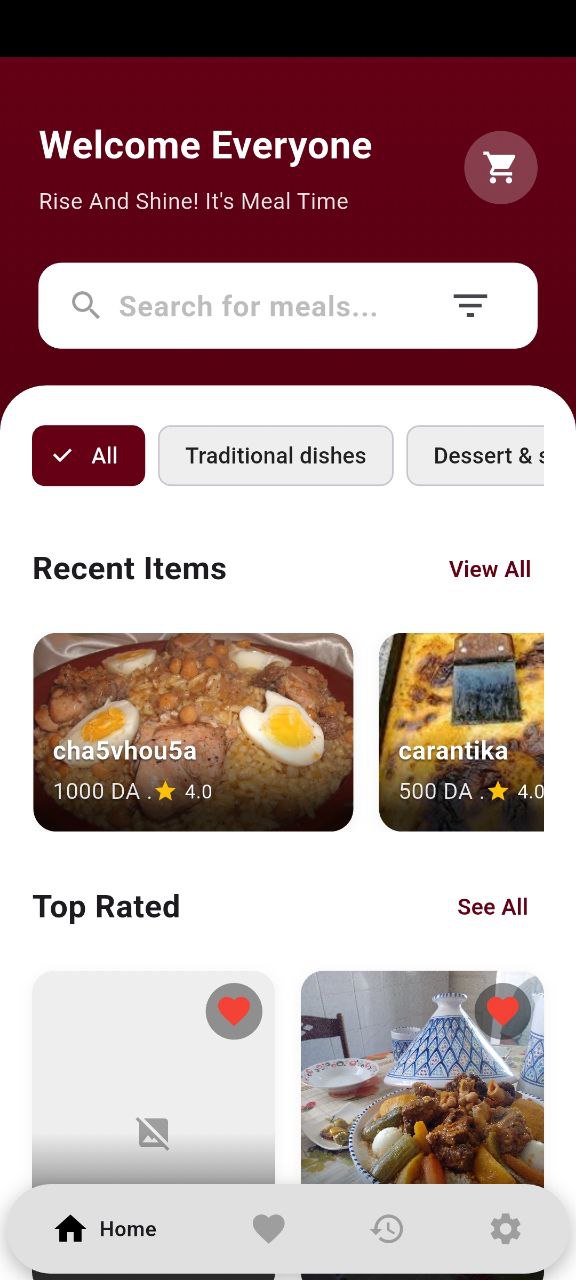 Welcome Everyone
Rise And Shine! It's Meal Time
Search for meals...
All
Traditional dishes
Dessert & s
Recent Items
View All
cha5vhou5a
1000 DA . 4.0
carantika
500 DA . 4.0
Top Rated
See All
Home